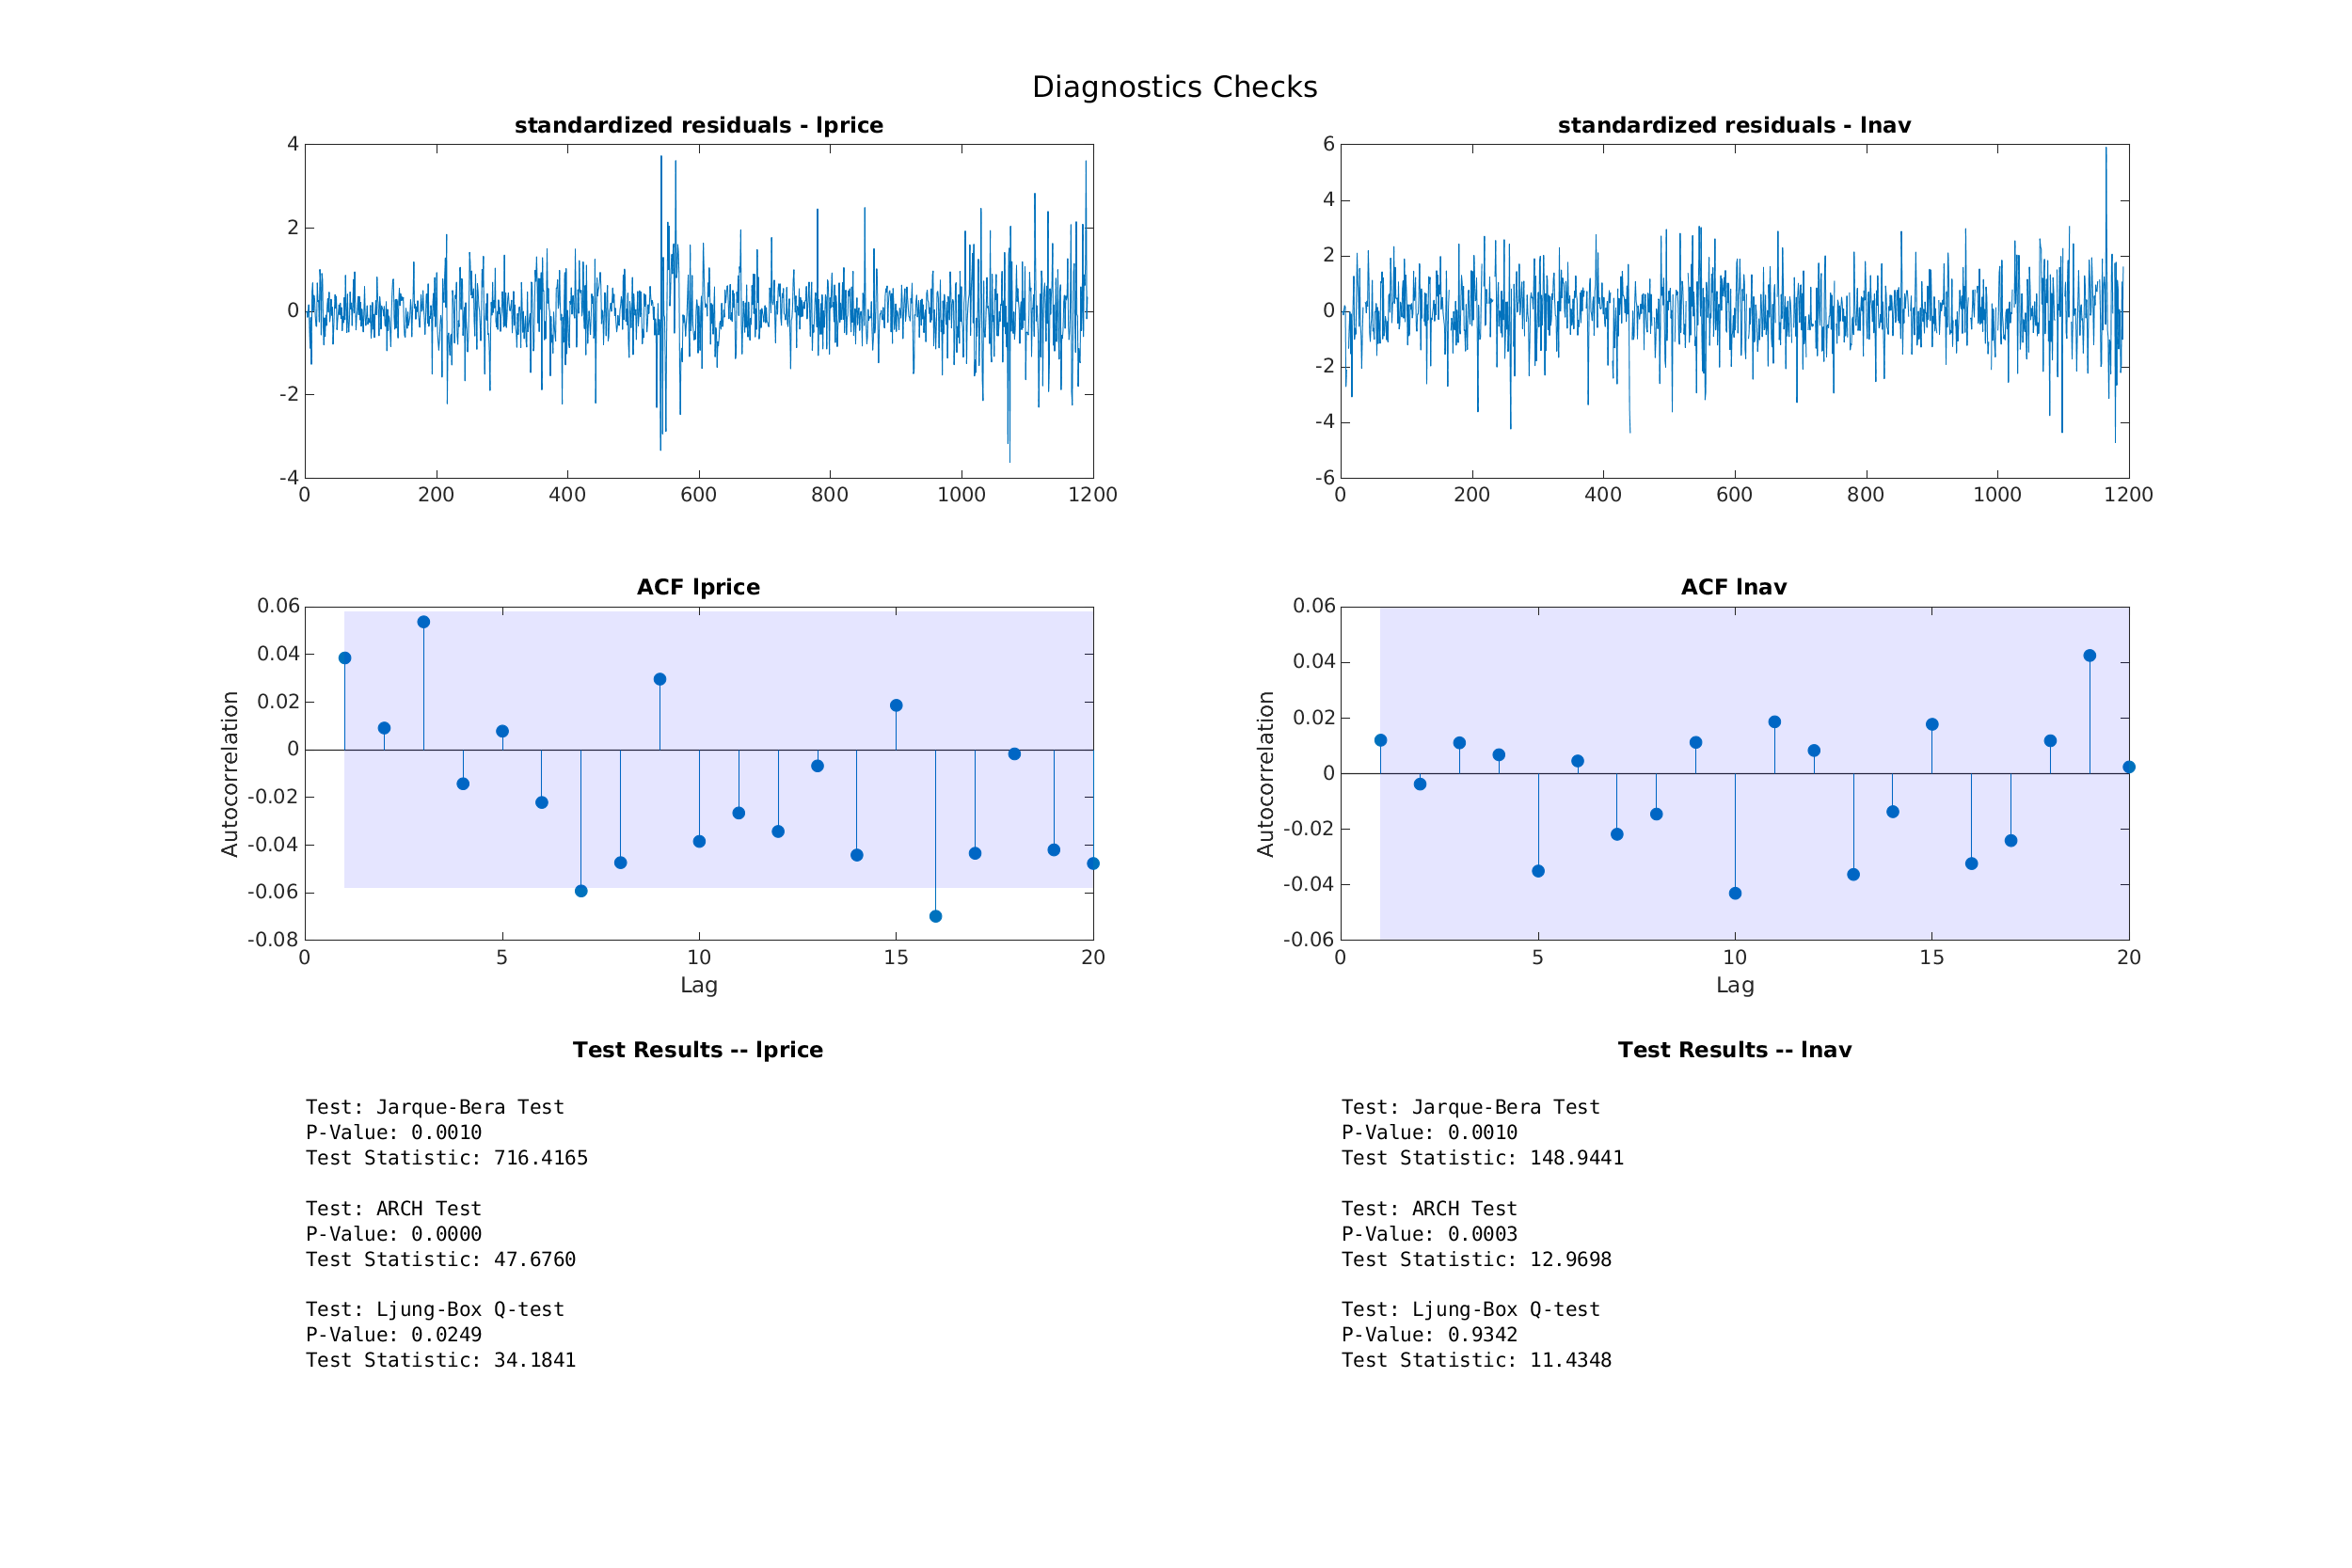 Diagnostics Checks
standardized residuals - lprice
4
2
0
-2
-4
0 200 400 600 800 1000 1200
standardized residuals - lnav
6
4
2
0
-2
-4
-6
0 200 400 600 800 1000 1200
ACF lprice
Autocorrelation
0.06
0.04
0.02
0
-0.02
-0.04
-0.06
-0.08
0 5 10 15 20
Lag
ACF lnav
Autocorrelation
0.06
0.04
0.02
0
-0.02
-0.04
-0.06
0 5 10 15 20
Lag
Test Results -- lprice
Test: Jarque-Bera Test
P-Value: 0.0010
Test Statistic: 716.4165
Test: ARCH Test
P-Value: 0.0000
Test Statistic: 47.6760
Test: Ljung-Box Q-test
P-Value: 0.0249
Test Statistic: 34.1841
Test Results -- lnav
Test: Jarque-Bera Test
P-Value: 0.0010
Test Statistic: 148.9441
Test: ARCH Test
P-Value: 0.0003
Test Statistic: 12.9698
Test: Ljung-Box Q-test
P-Value: 0.9342
Test Statistic: 11.4348